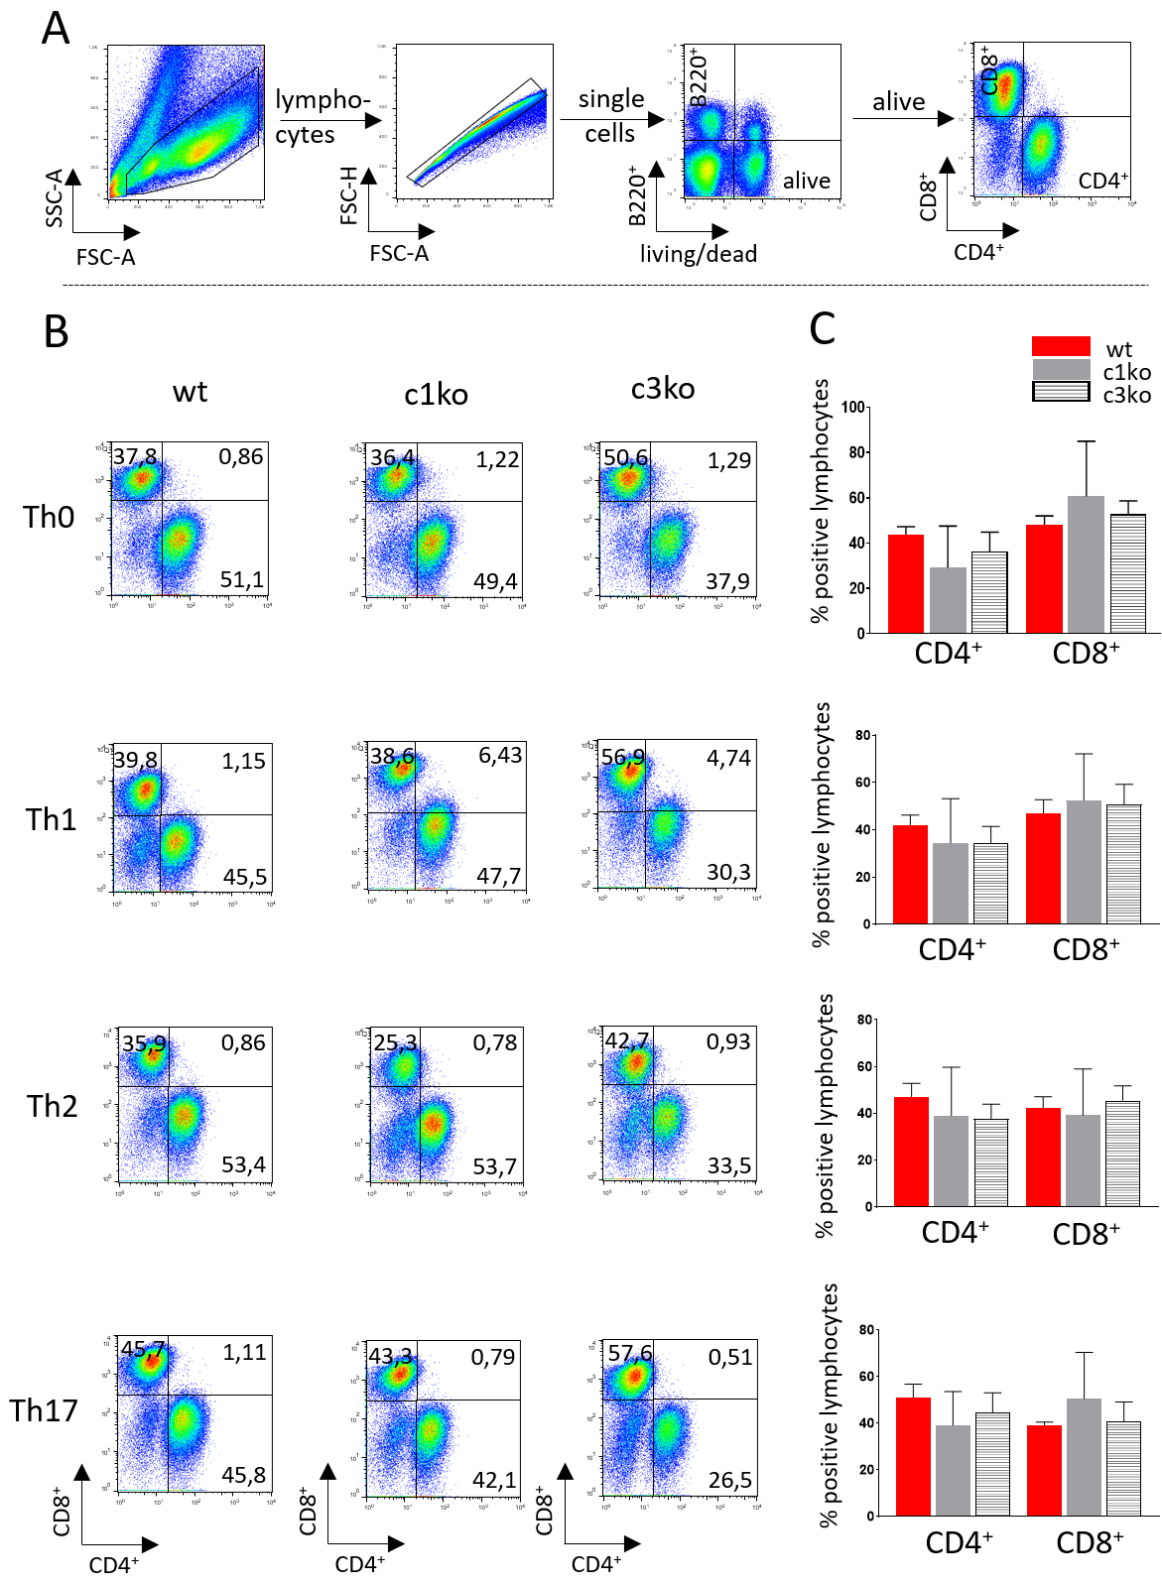 A
SSC-A
FSC-A
lympho-
cytes
FSC-H
FSC-A
single
cells
B220⁺
B220⁺
alive
living/dead
alive
CD8⁺
CD8⁺
CD4⁺
CD4⁺
B
wt
c1ko
c3ko
Th0
37,8
0,86
51,1
36,4
1,22
49,4
50,6
1,29
37,9
Th1
39,8
1,15
45,5
38,6
6,43
47,7
56,9
4,74
30,3
Th2
35,9
0,86
53,4
25,3
0,78
53,7
42,7
0,93
33,5
Th17
45,7
1,11
45,8
43,3
0,79
42,1
57,6
0,51
26,5
CD8⁺
CD4⁺
CD8⁺
CD4⁺
CD8⁺
CD4⁺
C
wt
c1ko
c3ko
% positive lymphocytes
100
80
60
40
20
0
CD4⁺ CD8⁺
% positive lymphocytes
80
60
40
20
0
CD4⁺ CD8⁺
% positive lymphocytes
80
60
40
20
0
CD4⁺ CD8⁺
% positive lymphocytes
80
60
40
20
0
CD4⁺ CD8⁺